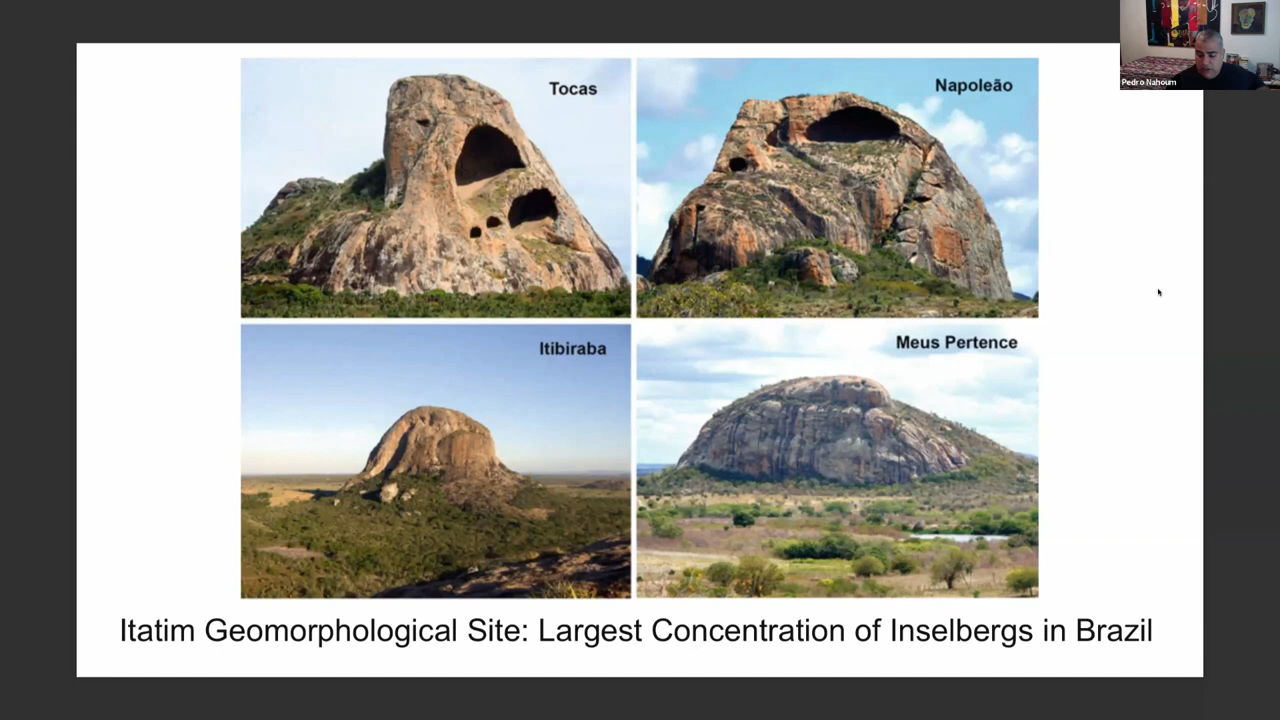 Tocas
Napoleão
Pedro Nahoum
Itibiraba
Meus Pertence
Itatim Geomorphological Site: Largest Concentration of Inselbergs in Brazil